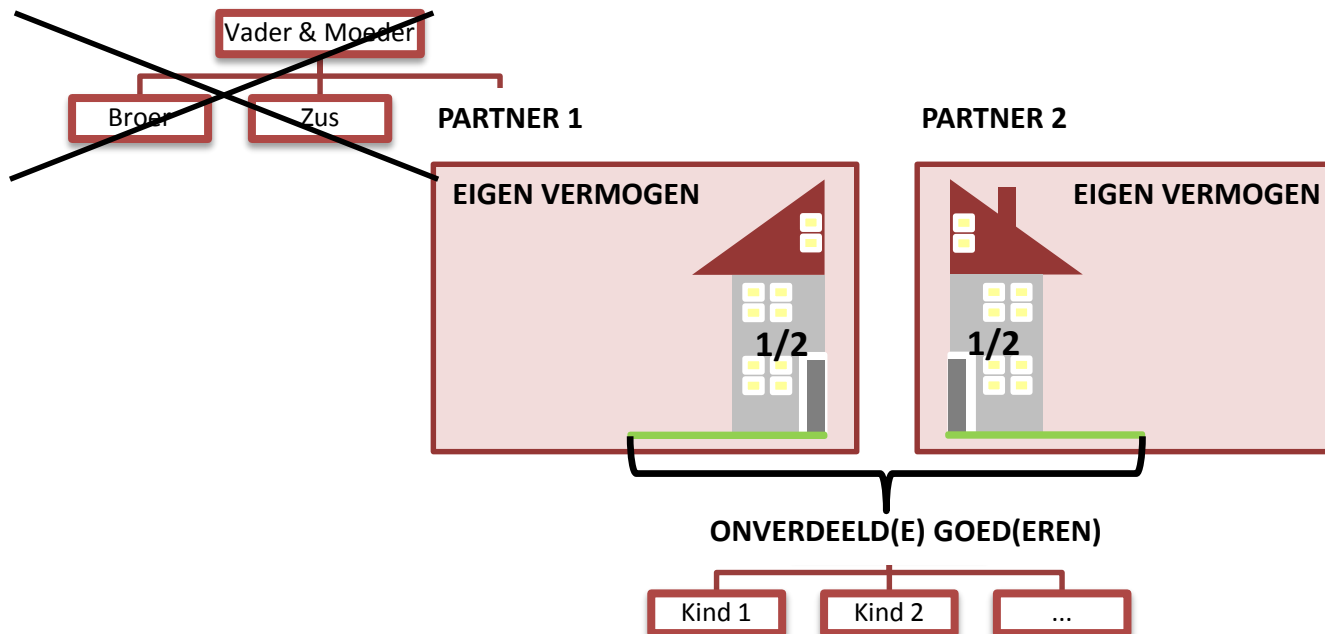 Vader & Moeder
Broer
Zus
PARTNER 1
PARTNER 2
EIGEN VERMOGEN
EIGEN VERMOGEN
1/2
1/2
ONVERDEELD(E) GOED(EREN)
Kind 1
Kind 2
...